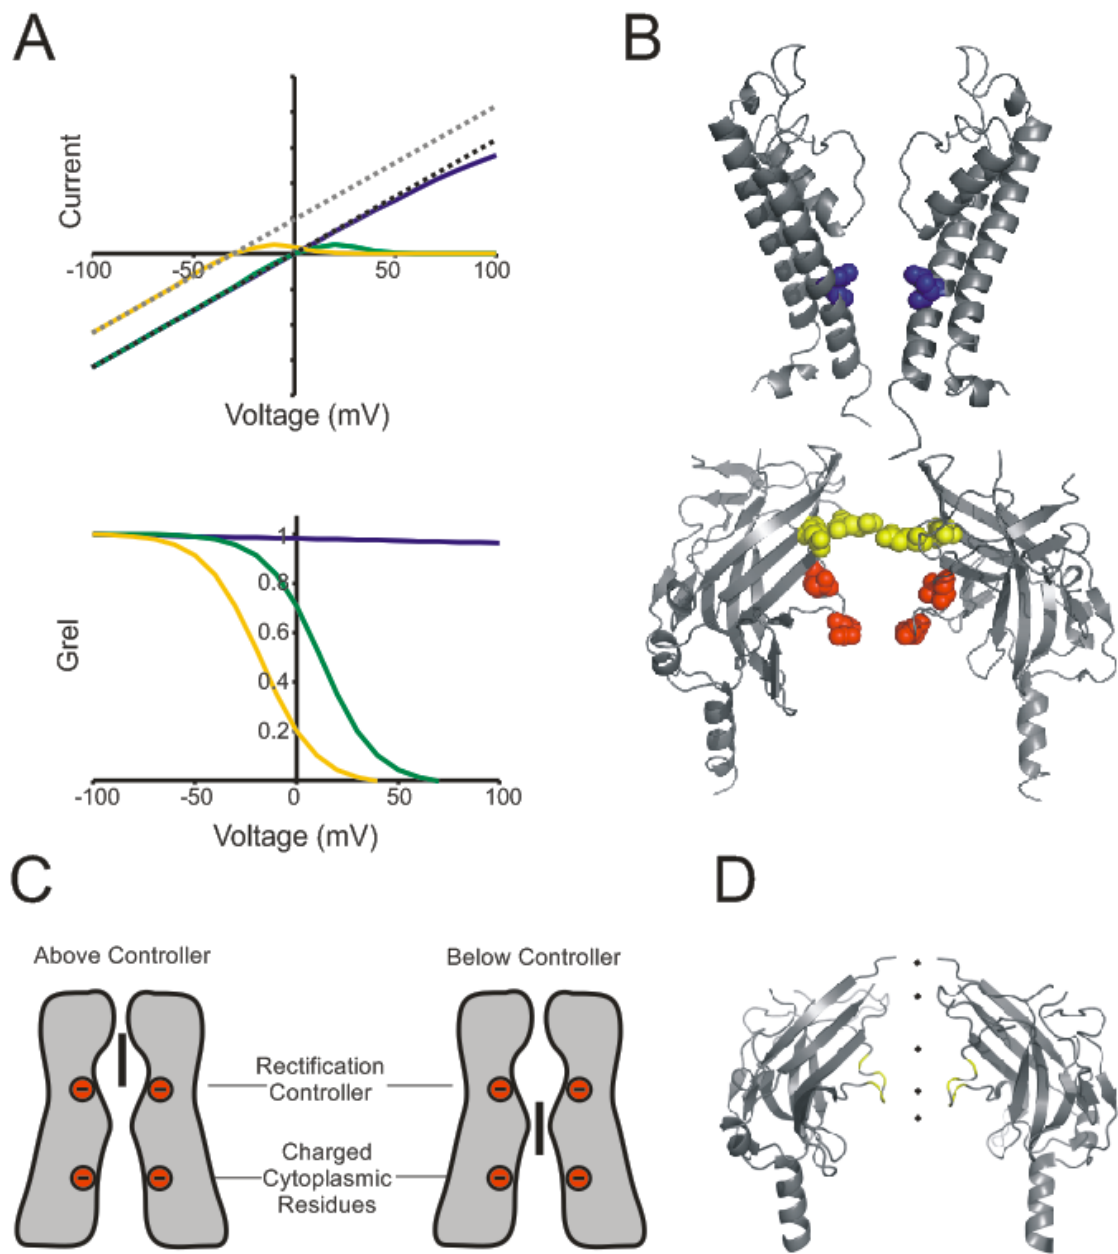 A
B
Current
-100
-50
50
100
Voltage (mV)
1
0.8
0.6
0.4
0.2
Grel
-100
-50
0
50
100
Voltage (mV)
C
D
Above Controller
Below Controller
Rectification
Controller
Charged
Cytoplasmic
Residues